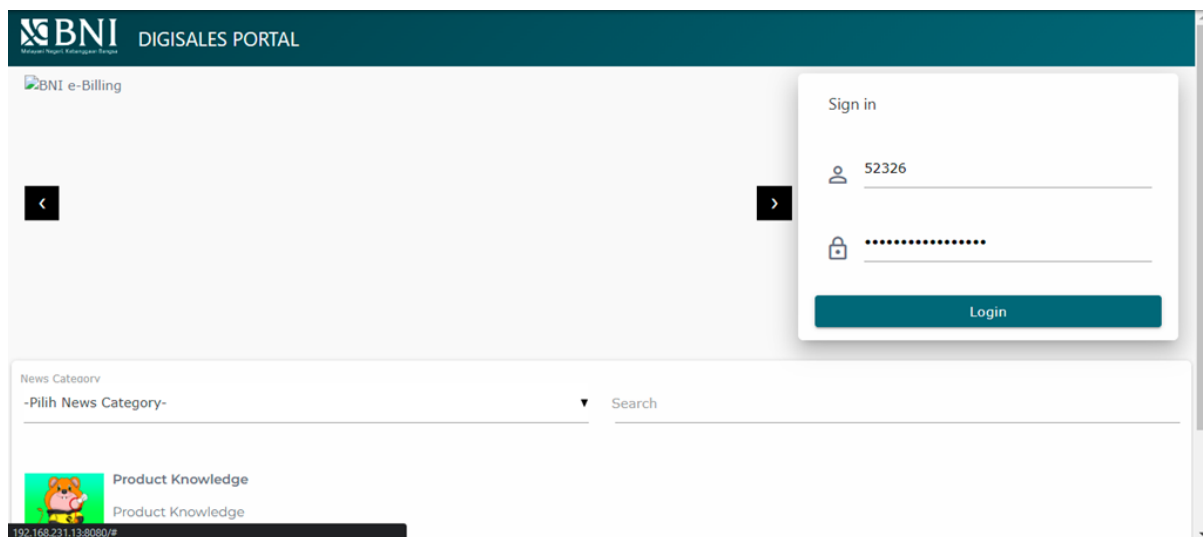 BNI DIGISALES PORTAL
Melayani Negeri, Kebanggaan Bangsa
BNI e-Billing
Sign in
52326
•••••••••••••••••
Login
News Category
-Pilih News Category-
Search
Product Knowledge
Product Knowledge
192.168.231.13:8080/#